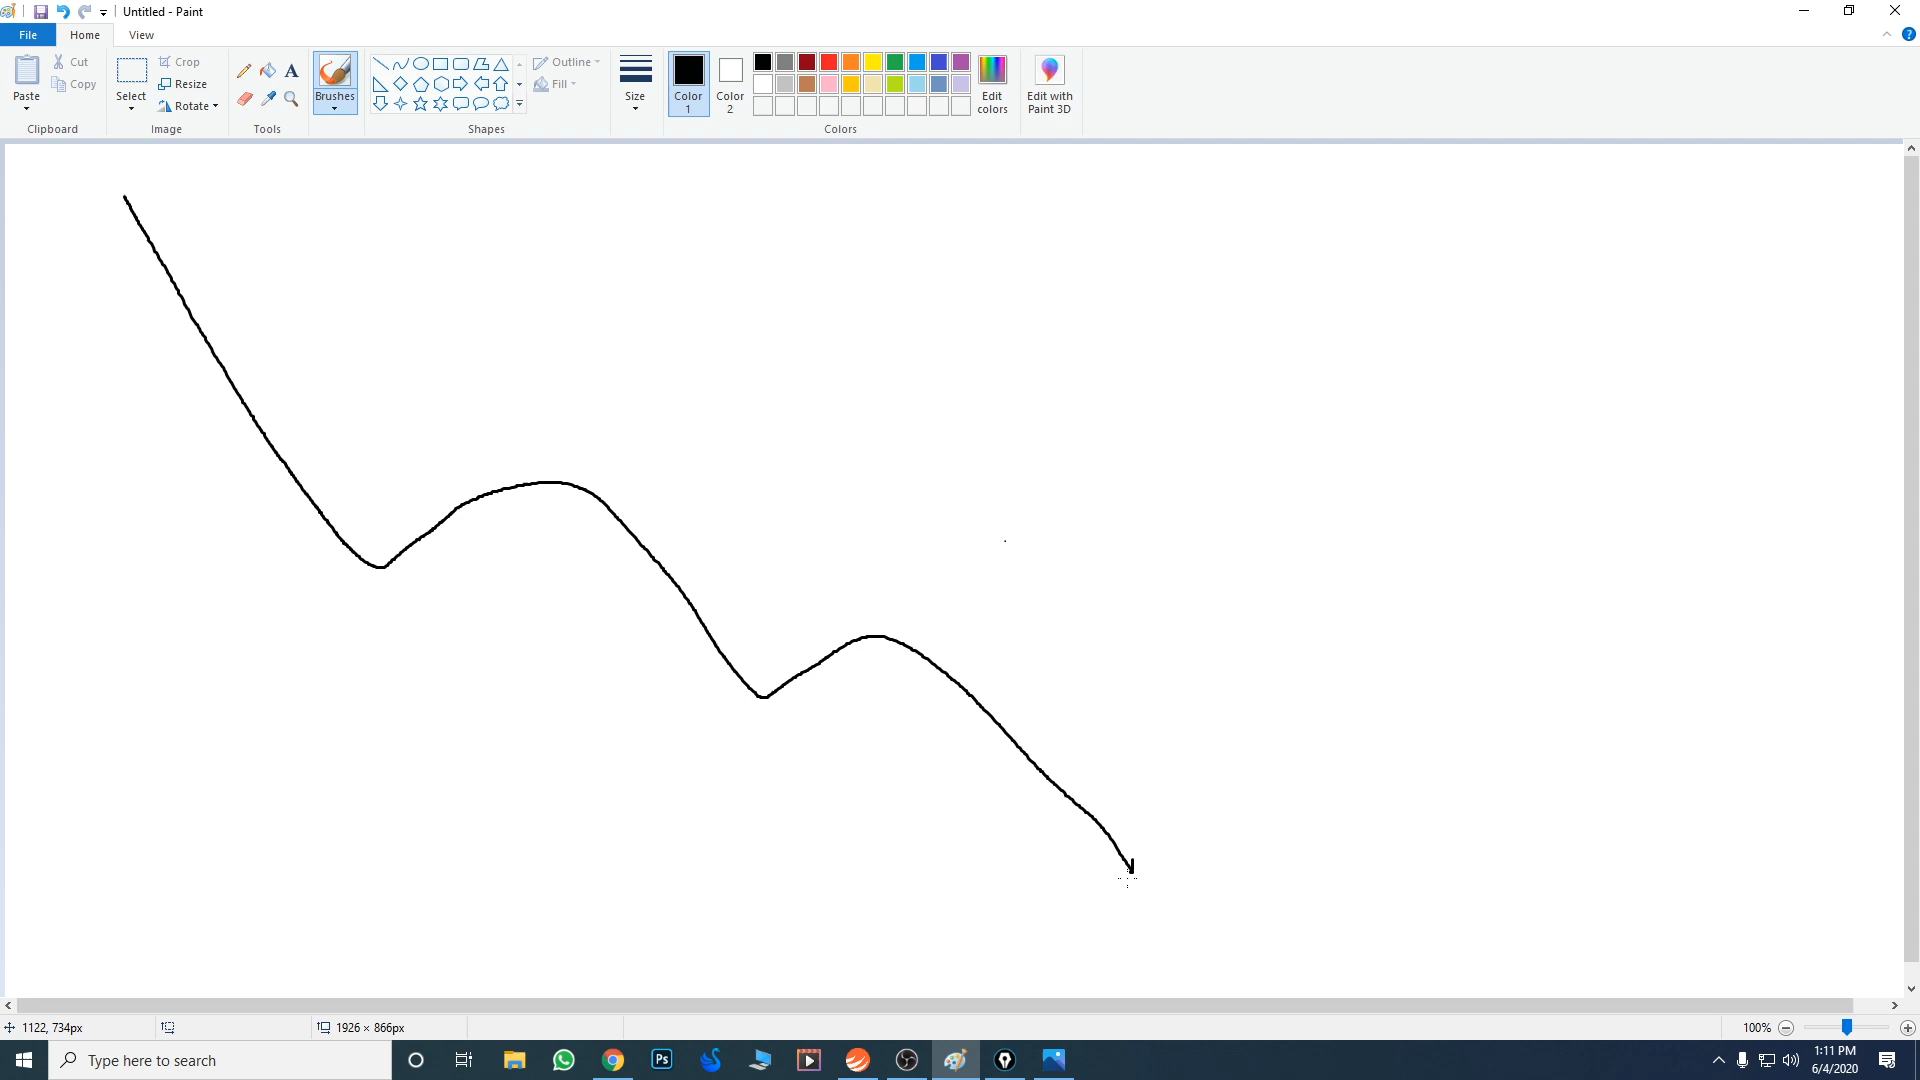 Untitled - Paint
File Home View
Paste
Cut
Copy
Clipboard
Select
Crop
Resize
Rotate
Image
A
Tools
Brushes
Outline
Fill
Shapes
Size
Color 1
Color 2
Edit colors
Colors
Edit with Paint 3D
1122, 734px
1926 × 866px
100%
Type here to search
Ps
1:11 PM
6/4/2020